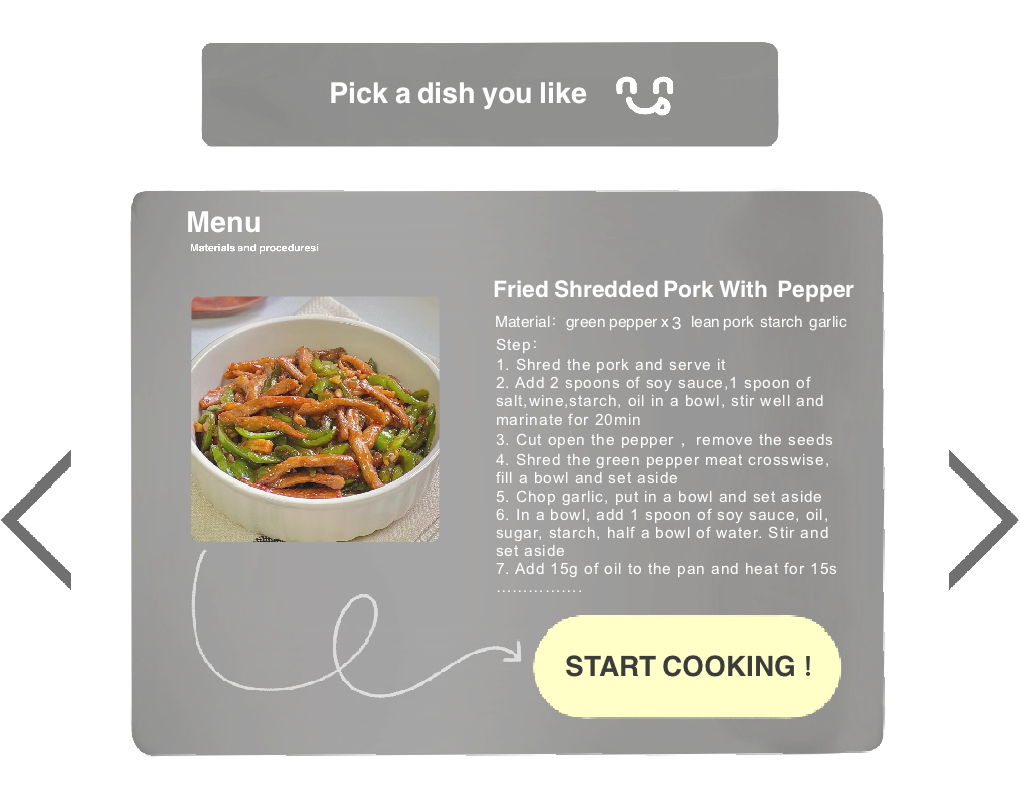 Pick a dish you like
Menu
Materials and proceduresi
Fried Shredded Pork With Pepper
Material: green pepper x 3 lean pork starch garlic
Step:
1. Shred the pork and serve it
2. Add 2 spoons of soy sauce,1 spoon of
salt,wine,starch, oil in a bowl, stir well and
marinate for 20min
3. Cut open the pepper , remove the seeds
4. Shred the green pepper meat crosswise,
fill a bowl and set aside
5. Chop garlic, put in a bowl and set aside
6. In a bowl, add 1 spoon of soy sauce, oil,
sugar, starch, half a bowl of water. Stir and
set aside
7. Add 15g of oil to the pan and heat for 15s
................
START COOKING !